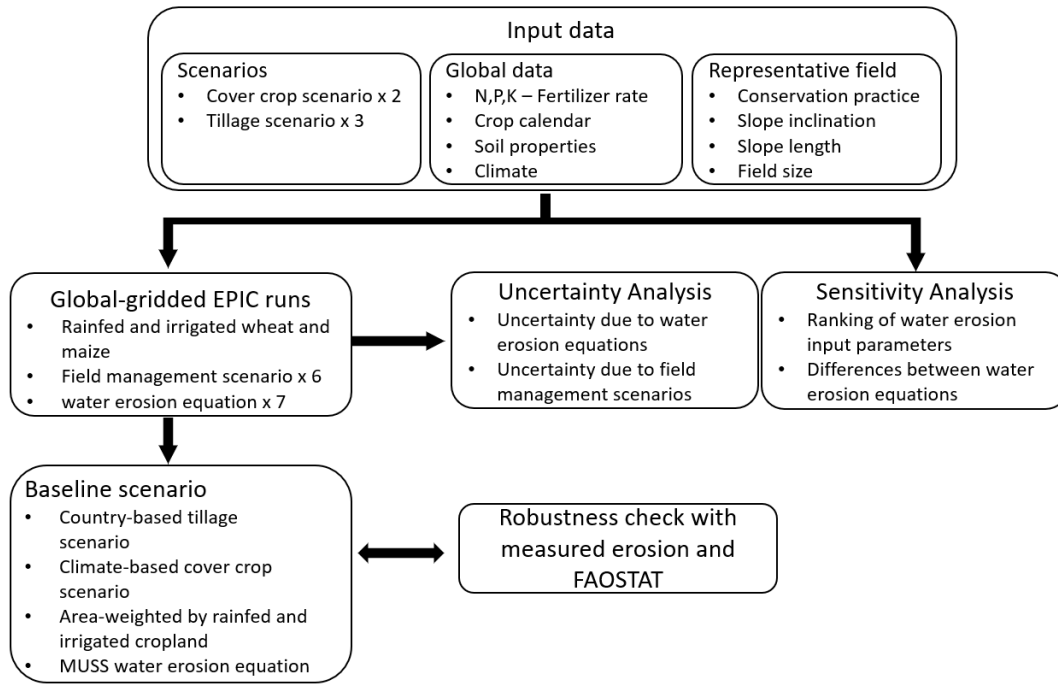 Input data
Scenarios
• Cover crop scenario x 2
• Tillage scenario x 3
Global data
• N,P,K – Fertilizer rate
• Crop calendar
• Soil properties
• Climate
Representative field
• Conservation practice
• Slope inclination
• Slope length
• Field size
Global-gridded EPIC runs
• Rainfed and irrigated wheat and
maize
• Field management scenario x 6
• water erosion equation x 7
Uncertainty Analysis
• Uncertainty due to water
erosion equations
• Uncertainty due to field
management scenarios
Sensitivity Analysis
• Ranking of water erosion
input parameters
• Differences between water
erosion equations
Baseline scenario
• Country-based tillage
scenario
• Climate-based cover crop
scenario
• Area-weighted by rainfed and
irrigated cropland
• MUSS water erosion equation
Robustness check with
measured erosion and
FAOSTAT